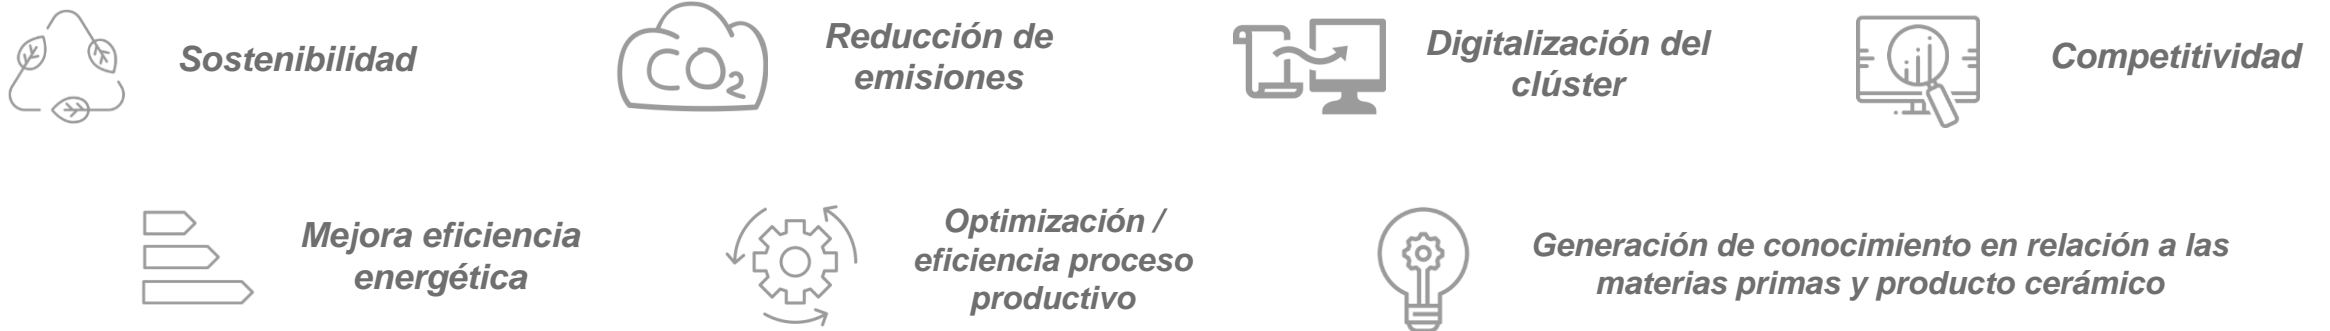 Sostenibilidad
CO2
Reducción de
emisiones
Digitalización del
clúster
Competitividad
Mejora eficiencia
energética
Optimización /
eficiencia proceso
productivo
Generación de conocimiento en relación a las
materias primas y producto cerámico